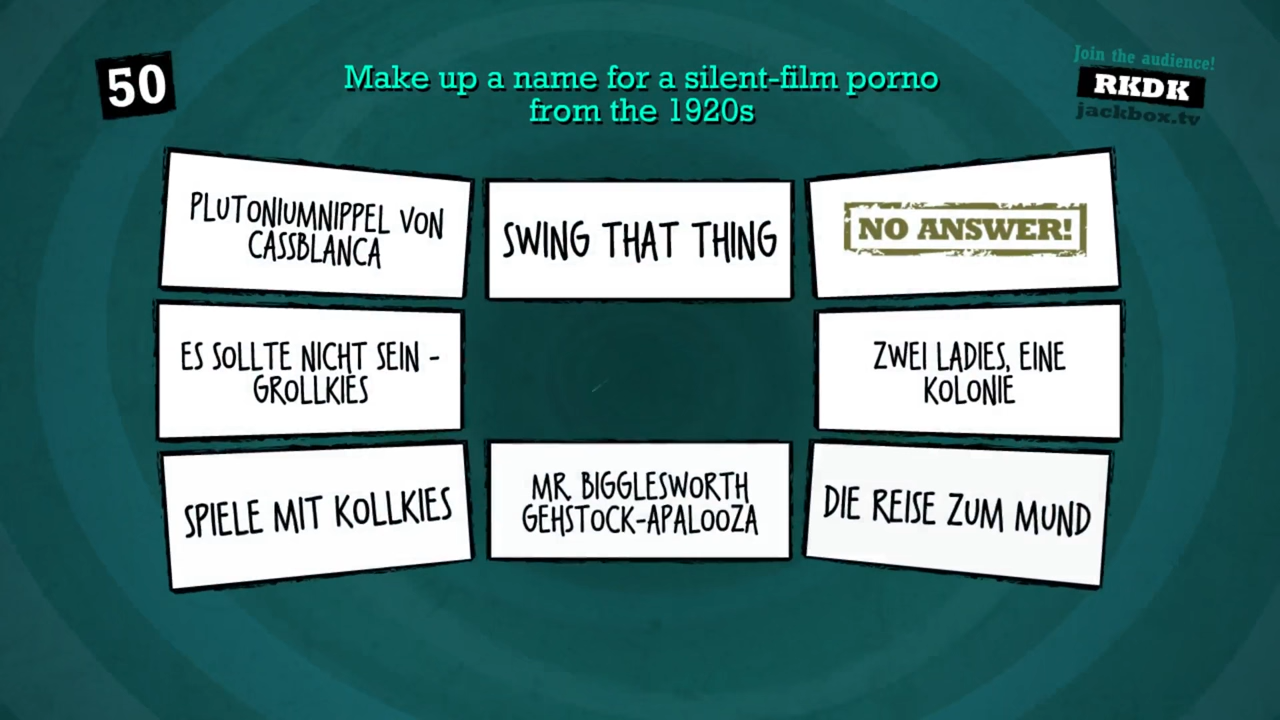 50
Make up a name for a silent-film porno
from the 1920s
Join the audience!
RKDK
jackbox.tv
PLUTONIUMNIPPEL VON
CASSBLANCA
SWING THAT THING
NO ANSWER!
ES SOLLTE NICHT SEIN -
GROLLKIES
ZWEI LADIES, EINE
KOLONIE
SPIELE MIT KOLLKIES
MR. BIGGLESWORTH
GEHSTOCK-APALOOZA
DIE REISE ZUM MUND